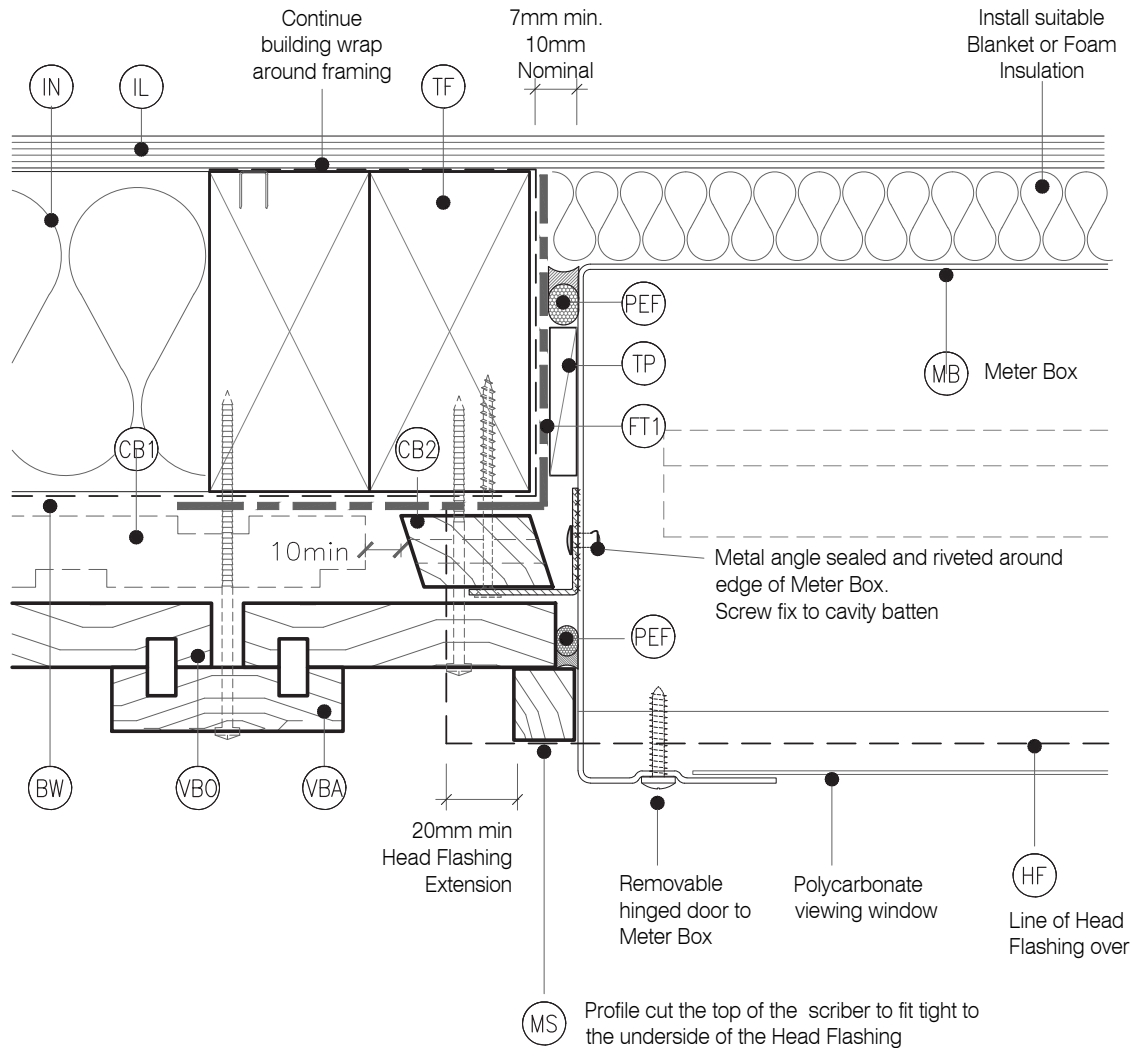 Continue
building wrap
around framing
7mm min.
10mm
Nominal
Install suitable
Blanket or Foam
Insulation
IN
IL
TF
PEF
TP
MB
Meter Box
FT1
CB1
CB2
10min
Metal angle sealed and riveted around
edge of Meter Box.
Screw fix to cavity batten
PEF
BW
VBO
VBA
20mm min
Head Flashing
Extension
Removable
hinged door to
Meter Box
Polycarbonate
viewing window
HF
Line of Head
Flashing over
MS
Profile cut the top of the scriber to fit tight to
the underside of the Head Flashing